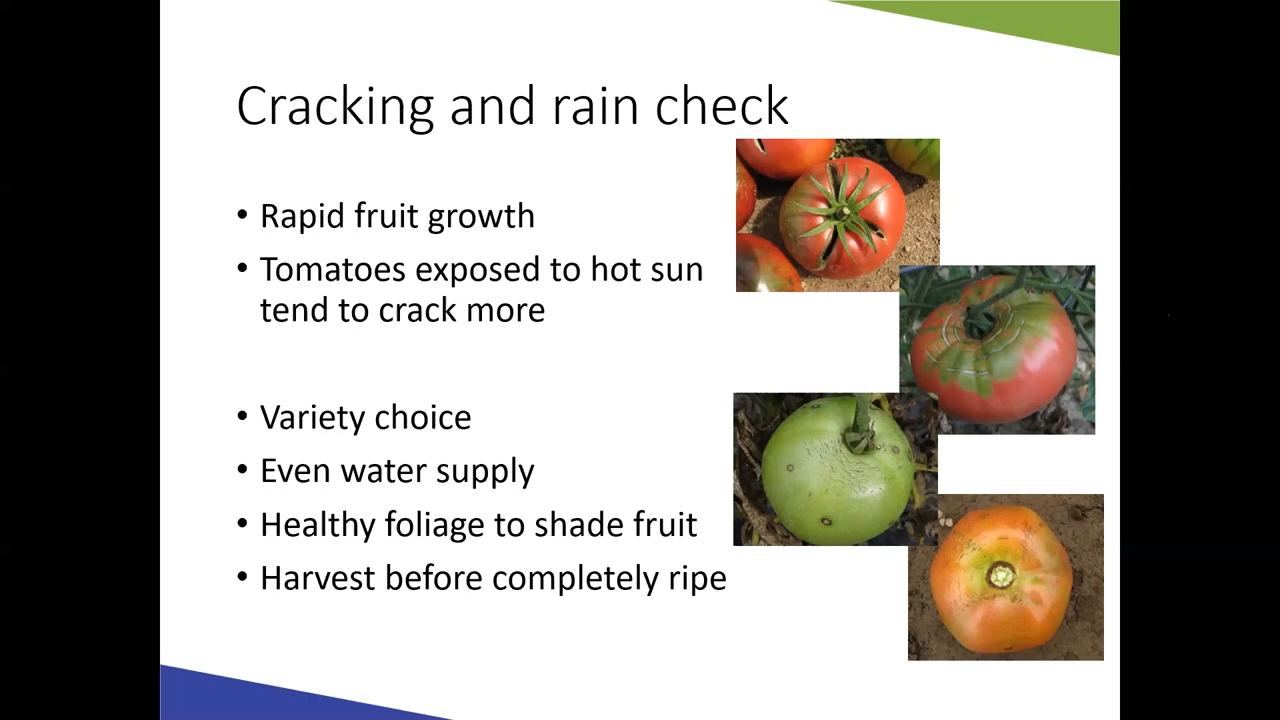 Cracking and rain check
• Rapid fruit growth
• Tomatoes exposed to hot sun
tend to crack more
• Variety choice
• Even water supply
• Healthy foliage to shade fruit
• Harvest before completely ripe